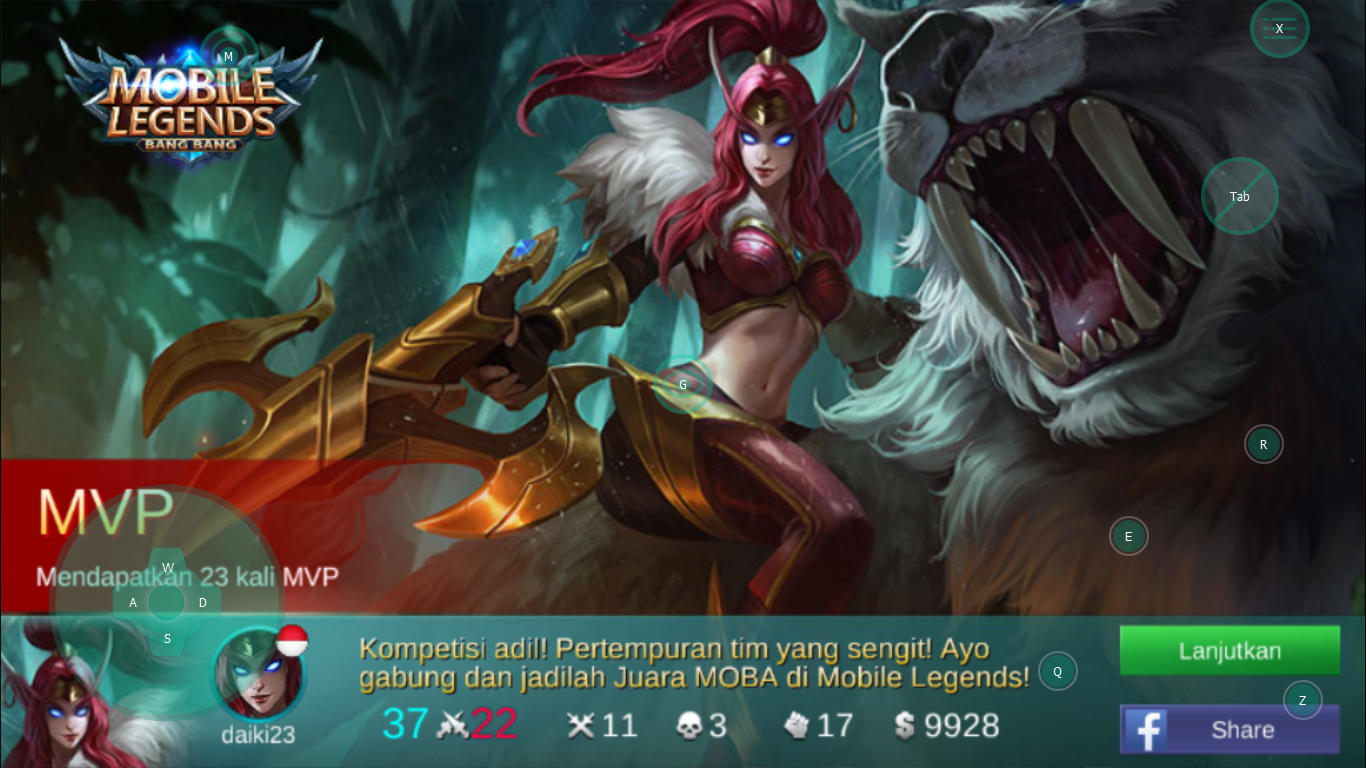 M
X
MOBILE
LEGENDS
BANG BANG
Tab
G
R
MVP
E
W
Mendapatkan 23 kali MVP
A D
S
Kompetisi adil! Pertempuran tim yang sengit! Ayo
gabung dan jadilah Juara MOBA di Mobile Legends!
Q
Lanjutkan
Z
daiki23
37 22 11 3 17 $ 9928
f Share